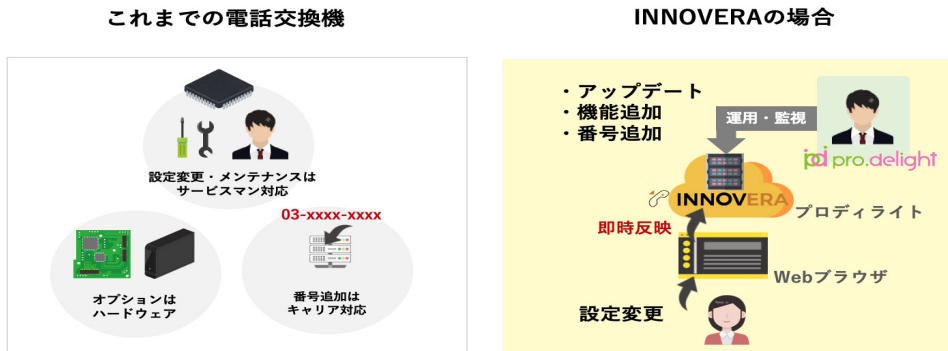 これまでの電話交換機
設定変更・メンテナンスは
サービスマン対応
オプションは
ハードウェア
03-xxxx-xxxx
番号追加は
キャリア対応
INNOVERAの場合
・アップデート
・機能追加
・番号追加
運用・監視
pd pro.delight
INNOVERA
プロディライト
即時反映
Webブラウザ
設定変更